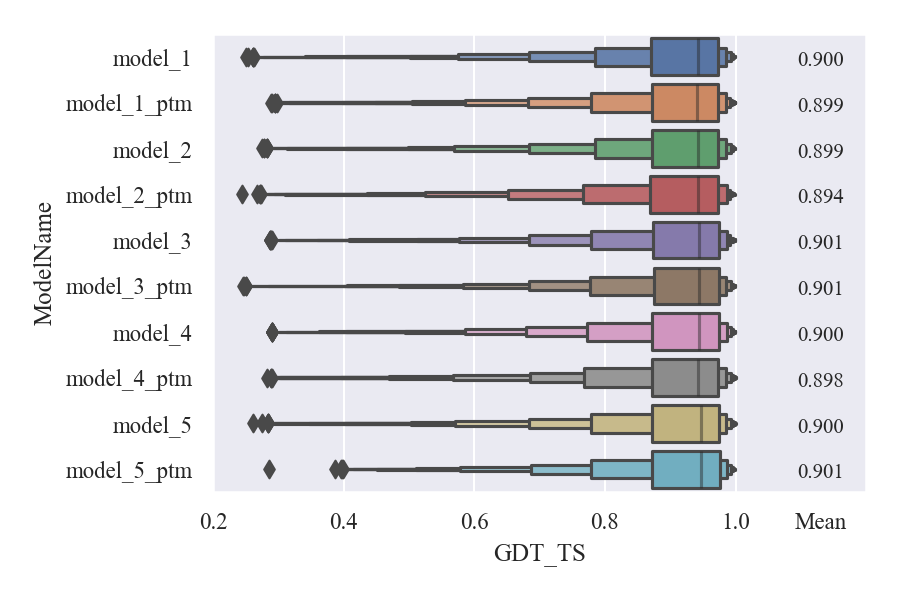 model_1 0.900
model_1_ptm 0.899
model_2 0.899
model_2_ptm 0.894
model_3 0.901
model_3_ptm 0.901
model_4 0.900
model_4_ptm 0.898
model_5 0.900
model_5_ptm 0.901
ModelName
0.2 0.4 0.6 0.8 1.0 Mean
GDT_TS